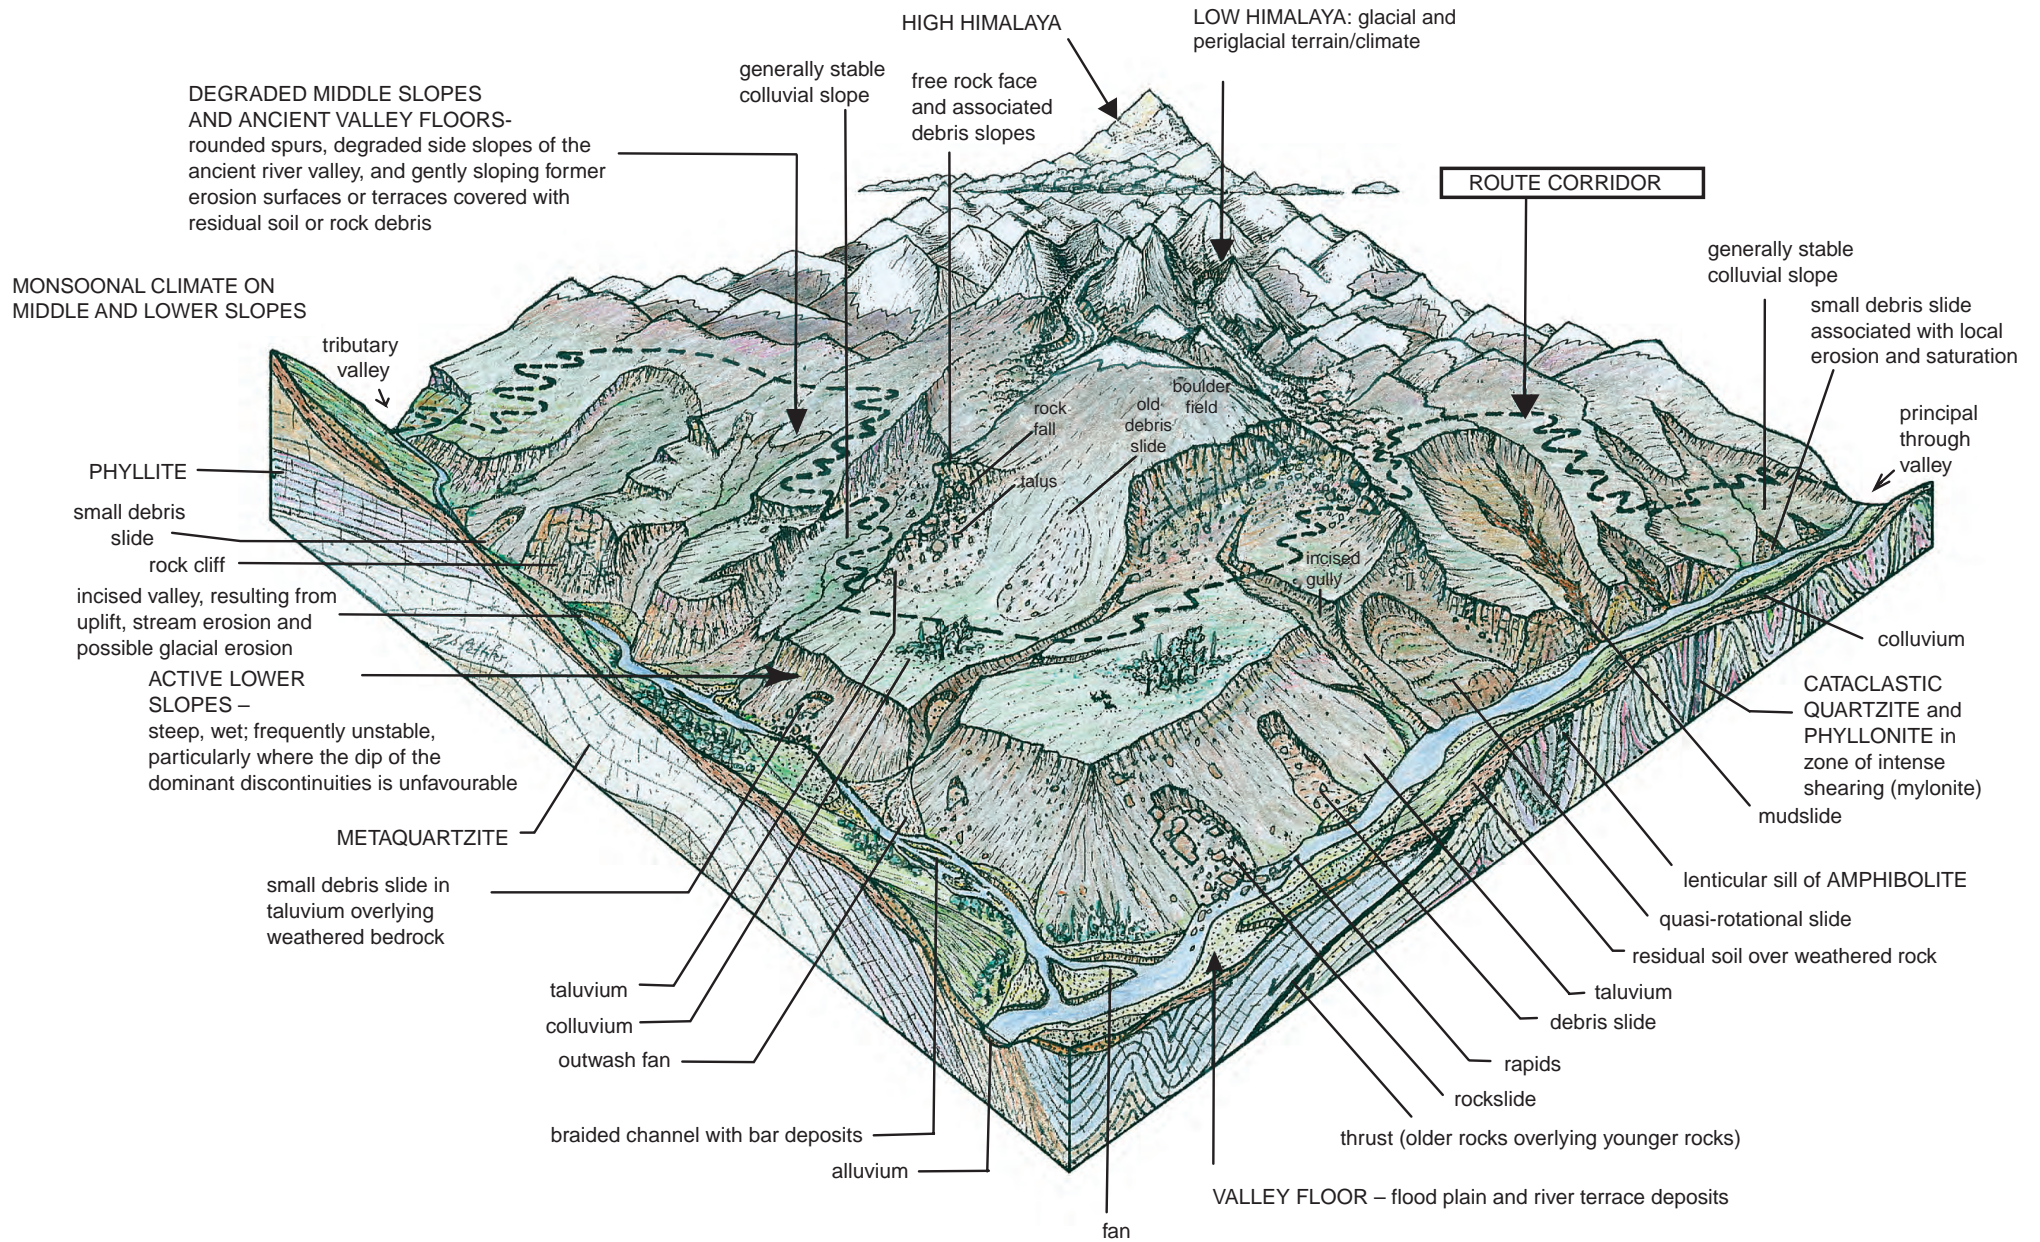 HIGH HIMALAYA
LOW HIMALAYA: glacial and
periglacial terrain/climate
generally stable
colluvial slope
free rock face
and associated
debris slopes
DEGRADED MIDDLE SLOPES
AND ANCIENT VALLEY FLOORS-
rounded spurs, degraded side slopes of the
ancient river valley, and gently sloping former
erosion surfaces or terraces covered with
residual soil or rock debris
ROUTE CORRIDOR
generally stable
colluvial slope
MONSOONAL CLIMATE ON
MIDDLE AND LOWER SLOPES
small debris slide
associated with local
erosion and saturation
tributary
valley
principal
through
valley
boulder
field
rock
fall
old
debris
slide
talus
PHYLLITE
small debris
slide
rock cliff
incised
gully
incised valley, resulting from
uplift, stream erosion and
possible glacial erosion
colluvium
ACTIVE LOWER
SLOPES –
steep, wet; frequently unstable,
particularly where the dip of the
dominant discontinuities is unfavourable
CATACLASTIC
QUARTZITE and
PHYLLONITE in
zone of intense
shearing (mylonite)
mudslide
METAQUARTZITE
small debris slide in
taluvium overlying
weathered bedrock
lenticular sill of AMPHIBOLITE
quasi-rotational slide
residual soil over weathered rock
taluvium
taluvium
colluvium
debris slide
outwash fan
rapids
rockslide
braided channel with bar deposits
thrust (older rocks overlying younger rocks)
alluvium
VALLEY FLOOR – flood plain and river terrace deposits
fan